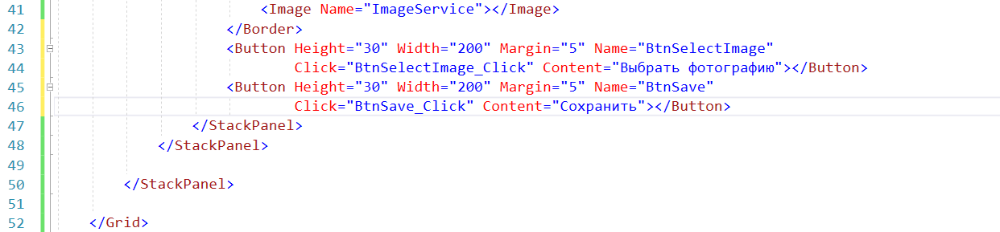 41 <Image Name="ImageService"></Image>
42 </Border>
43 <Button Height="30" Width="200" Margin="5" Name="BtnSelectImage"
44 Click="BtnSelectImage_Click" Content="Выбрать фотографию"></Button>
45 <Button Height="30" Width="200" Margin="5" Name="BtnSave"
46 Click="BtnSave_Click" Content="Сохранить"></Button>
47 </StackPanel>
48 </StackPanel>
49
50 </StackPanel>
51
52 </Grid>